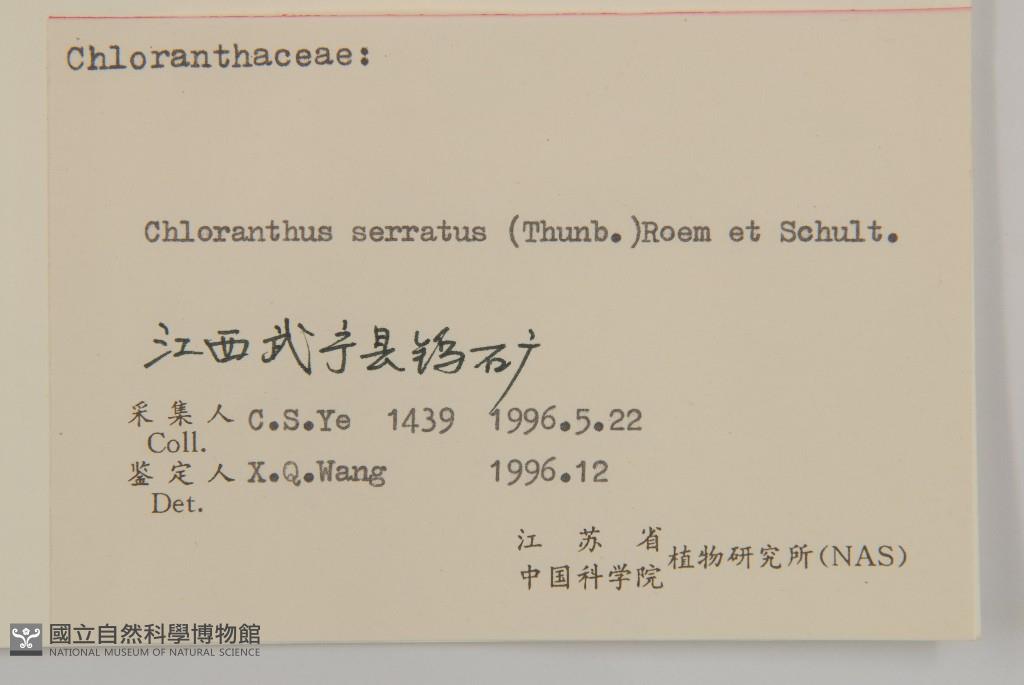 Chloranthaceae:
Chloranthus serratus (Thunb.)Roem et Schult.
江西武宁县钨石矿
采集人 C.S.Ye 1439 1996.5.22
Coll.
鉴定人 X.Q.Wang 1996.12
Det.
江苏省
中国科学院 植物研究所(NAS)
國立自然科學博物館
NATIONAL MUSEUM OF NATURAL SCIENCE